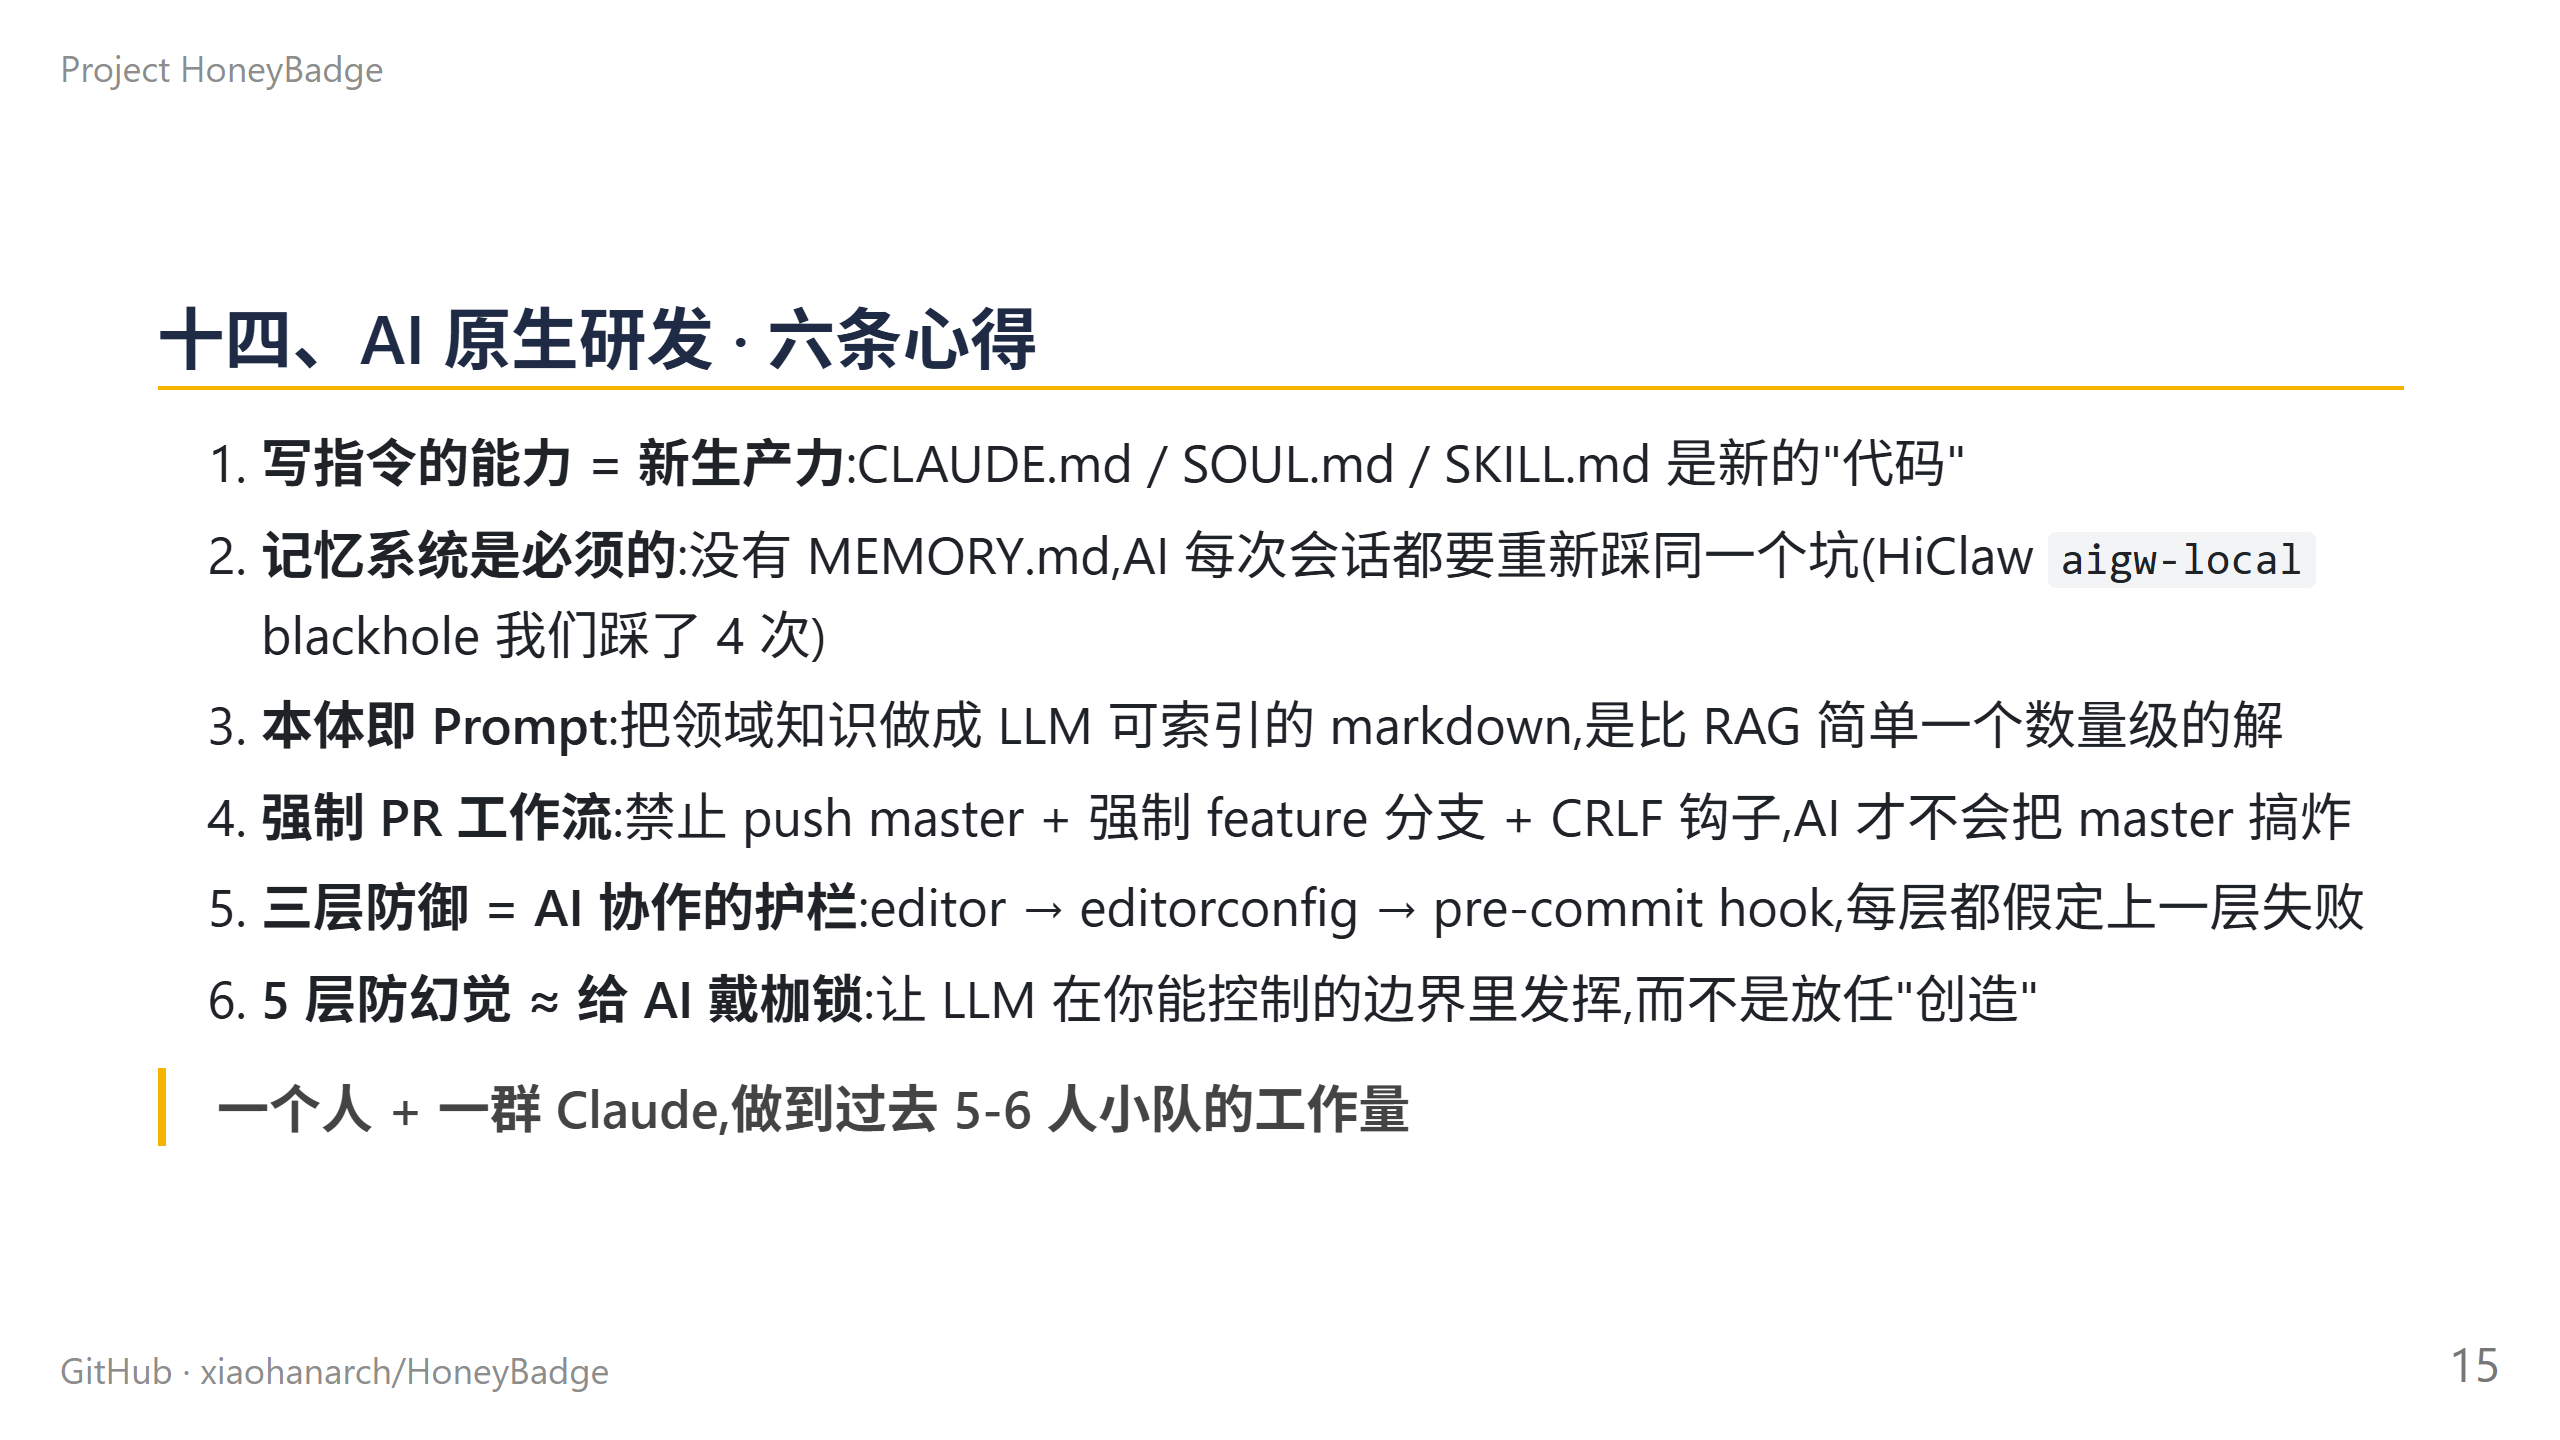 Project HoneyBadge
十四、AI 原生研发 · 六条心得
1. 写指令的能力 = 新生产力:CLAUDE.md / SOUL.md / SKILL.md 是新的"代码"
2. 记忆系统是必须的:没有 MEMORY.md,AI 每次会话都要重新踩同一个坑(HiClaw aigw-local
blackhole 我们踩了 4 次)
3. 本体即 Prompt:把领域知识做成 LLM 可索引的 markdown,是比 RAG 简单一个数量级的解
4. 强制 PR 工作流:禁止 push master + 强制 feature 分支 + CRLF 钩子,AI 才不会把 master 搞炸
5. 三层防御 = AI 协作的护栏:editor → editorconfig → pre-commit hook,每层都假定上一层失败
6. 5 层防幻觉 ≈ 给 AI 戴枷锁:让 LLM 在你能控制的边界里发挥,而不是放任"创造"
一个人 + 一群 Claude,做到过去 5-6 人小队的工作量
GitHub · xiaohanarch/HoneyBadge
15